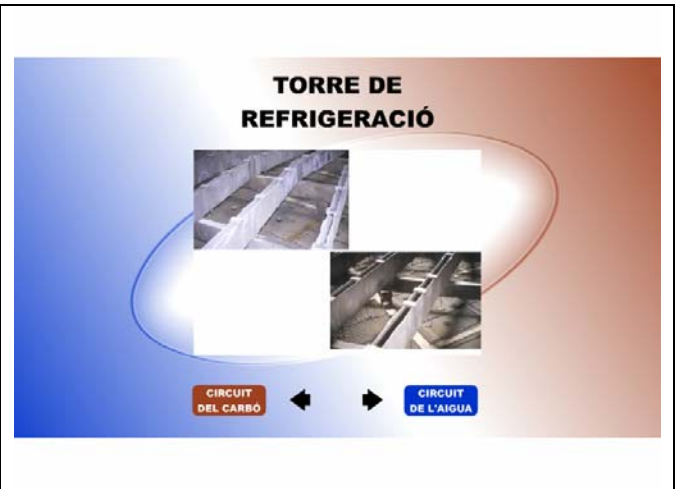 TORRE DE
REFRIGERACIÓ
CIRCUIT
DEL CARBÓ
CIRCUIT
DE L'AIGUA